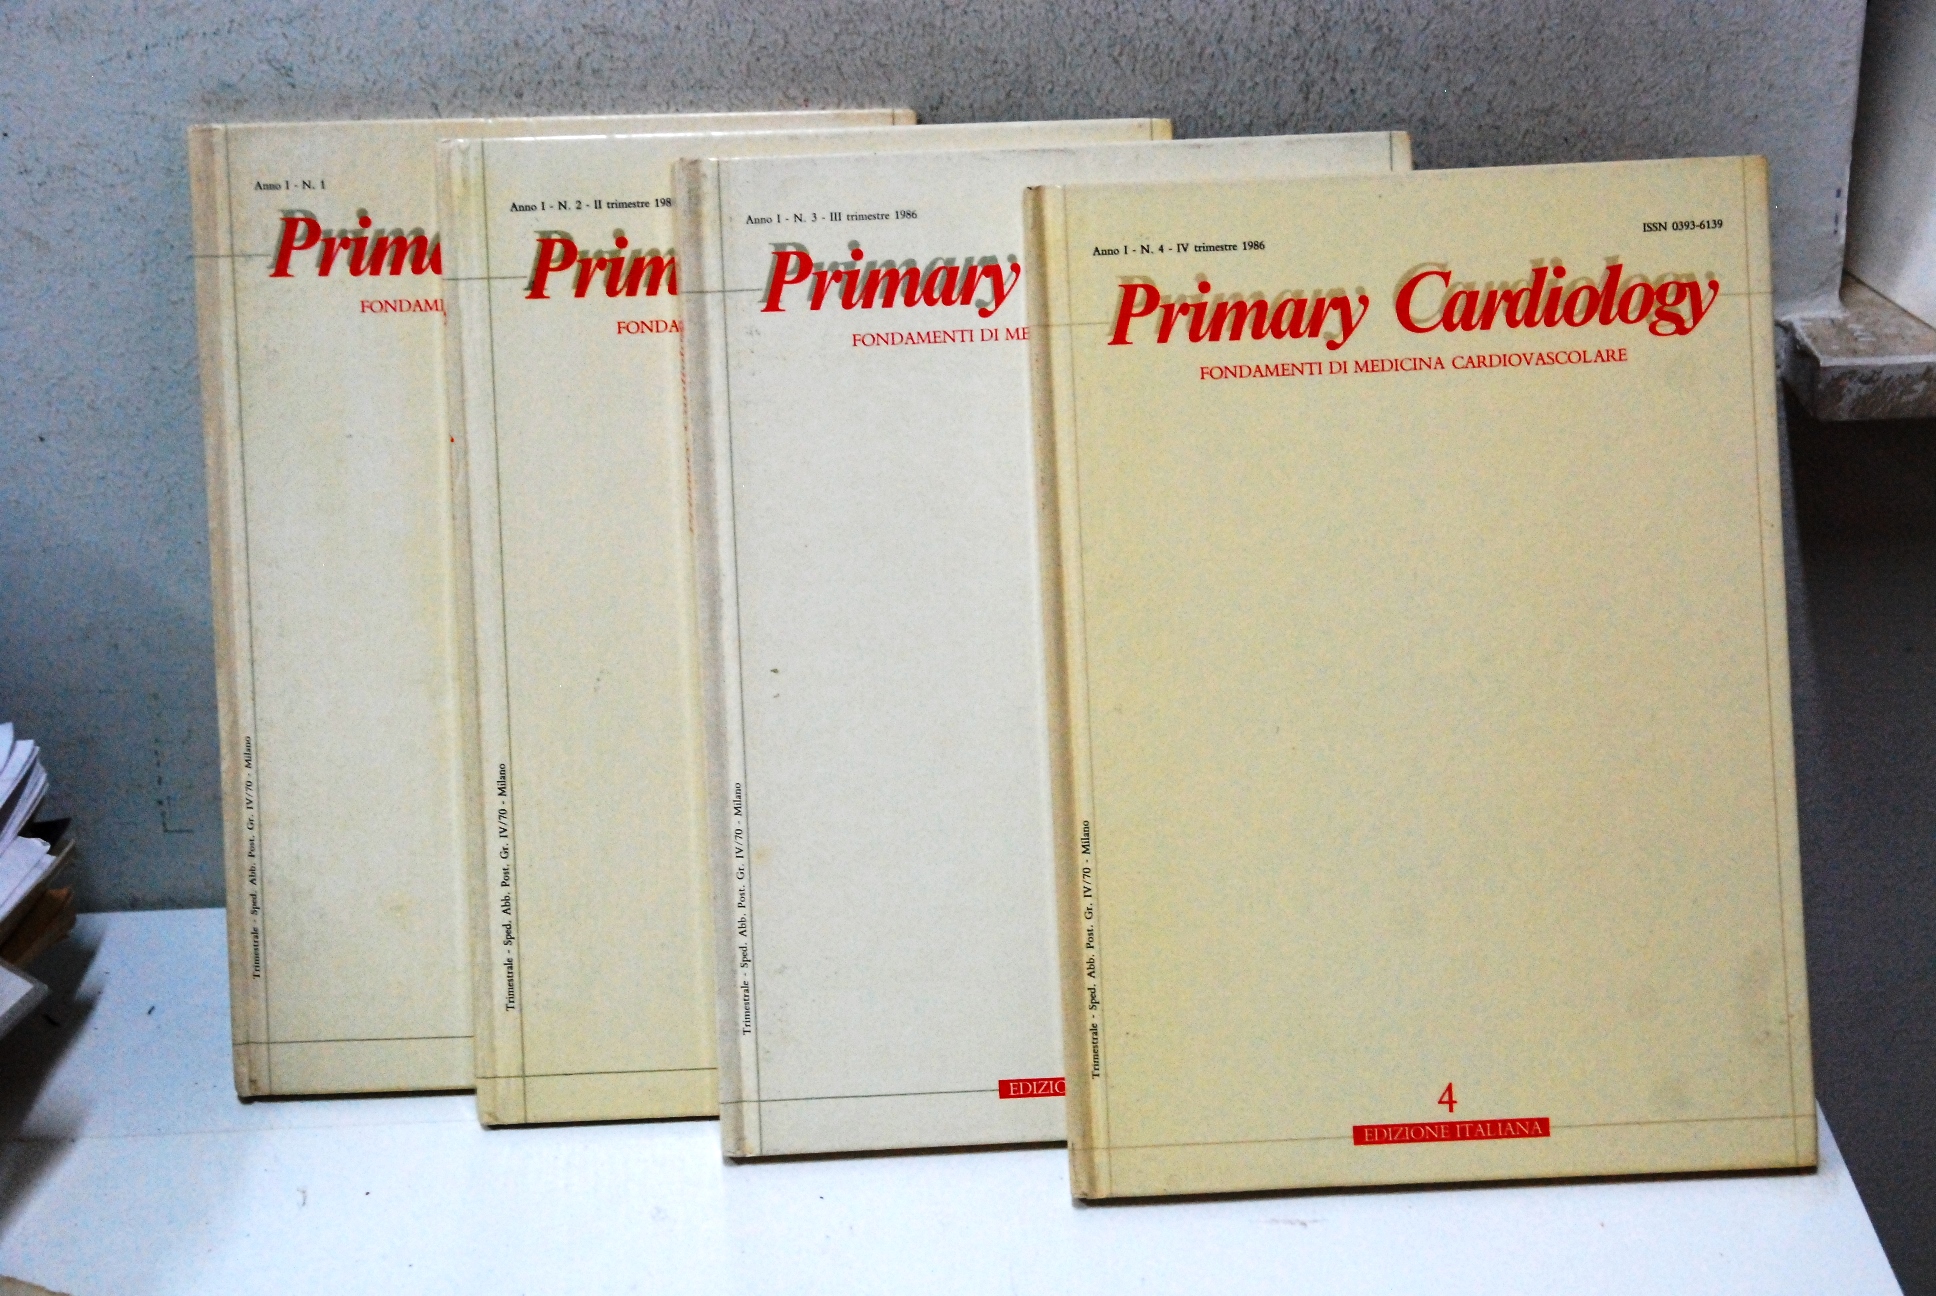 Anno I - N. 1
Prima
FONDAM
Trimestrale - Sped. Abb. Post. Gr. IV/70 - Milano
Anno I - N. 2 - II trimestre 198
Prim
FONDA
Trimestrale - Sped. Abb. Post. Gr. IV/70 - Milano
Anno I - N. 3 - III trimestre 1986
Primary
FONDAMENTI DI ME
Trimestrale - Sped. Abb. Post. Gr. IV/70 - Milano
EDIZIO
Anno I - N. 4 - IV trimestre 1986
ISSN 0393-6139
Primary Cardiology
FONDAMENTI DI MEDICINA CARDIOVASCOLARE
Trimestrale - Sped. Abb. Post. Gr. IV/70 - Milano
4
EDIZIONE ITALIANA